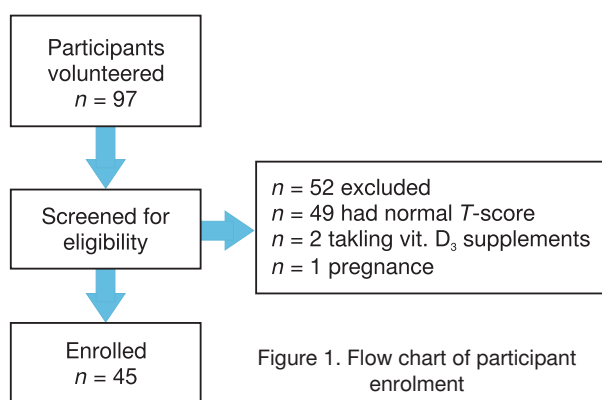 Participants
volunteered
n = 97
Screened for
eligibility
n = 52 excluded
n = 49 had normal T-score
n = 2 takling vit. D₃ supplements
n = 1 pregnance
Enrolled
n = 45
Figure 1. Flow chart of participant
enrolment